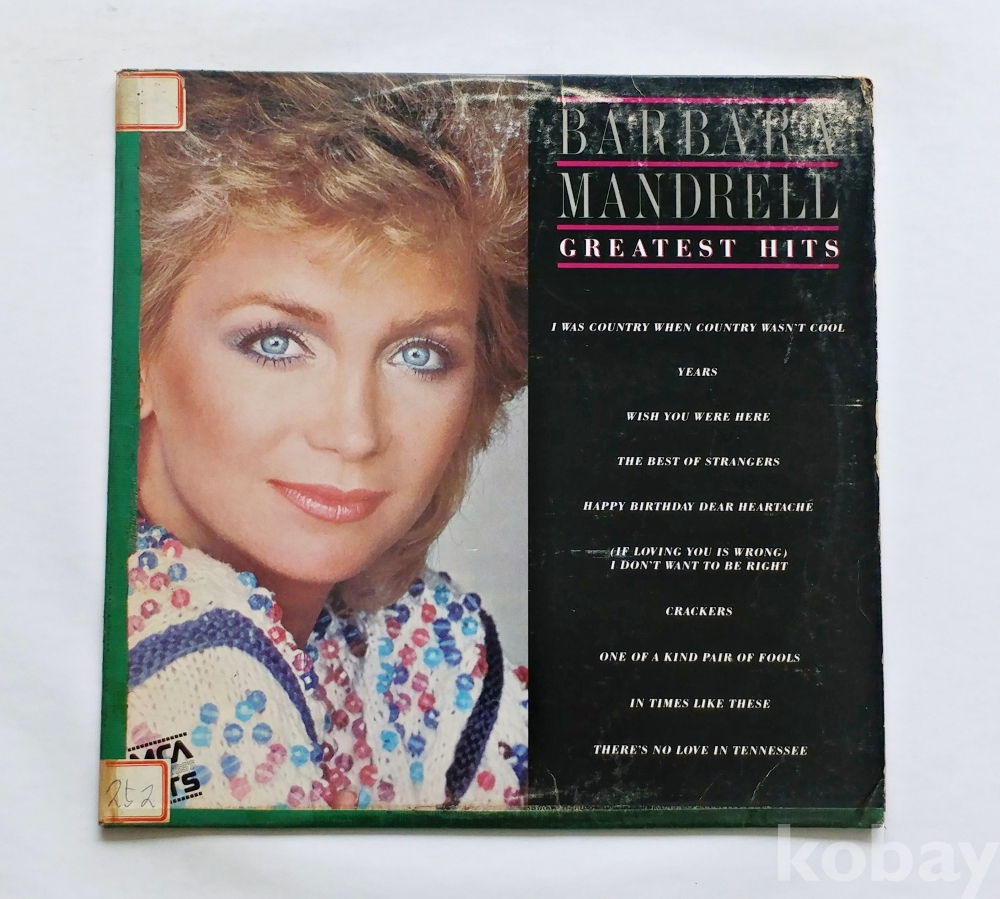 BARBARA
MANDRELL
GREATEST HITS
I WAS COUNTRY WHEN COUNTRY WASN'T COOL
YEARS
WISH YOU WERE HERE
THE BEST OF STRANGERS
HAPPY BIRTHDAY DEAR HEARTACHE
(IF LOVING YOU IS WRONG)
I DON'T WANT TO BE RIGHT
CRACKERS
ONE OF A KIND PAIR OF FOOLS
IN TIMES LIKE THESE
THERE'S NO LOVE IN TENNESSEE
MCA
252
kobay